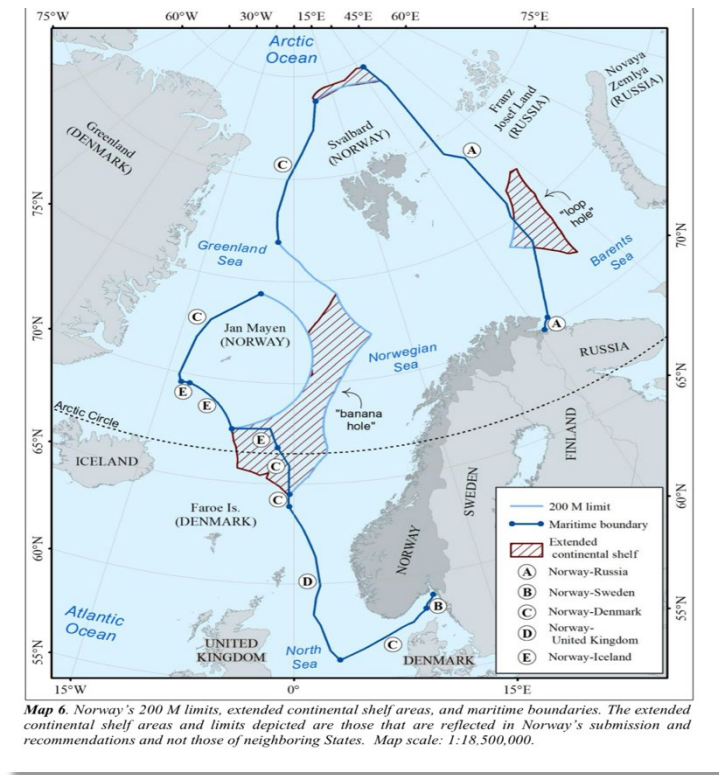 75°W
60°W
45°W
30°W
15°E
45°E
60°E
75°E
Arctic
Ocean
Novaya
Zemlya
(RUSSIA)
Franz
Josef Land
(RUSSIA)
Greenland
(DENMARK)
Svalbard
(NORWAY)
A
C
75°N
"loop
hole"
70°N
Greenland
Sea
Barents
Sea
C
Jan Mayen
(NORWAY)
A
70°N
Norwegian
Sea
RUSSIA
E
E
65°N
Arctic Circle
"banana
hole"
E
65°N
ICELAND
C
FINLAND
SWEDEN
60°N
C
Faroe Is.
(DENMARK)
200 M limit
Maritime boundary
Extended
continental shelf
A Norway-Russia
B Norway-Sweden
C Norway-Denmark
D Norway-
United Kingdom
E Norway-Iceland
NORWAY
60°N
D
B
55°N
Atlantic
Ocean
UNITED
KINGDOM
North
Sea
C
DENMARK
55°N
15°W
0°
15°E
Map 6. Norway's 200 M limits, extended continental shelf areas, and maritime boundaries. The extended
continental shelf areas and limits depicted are those that are reflected in Norway's submission and
recommendations and not those of neighboring States. Map scale: 1:18,500,000.